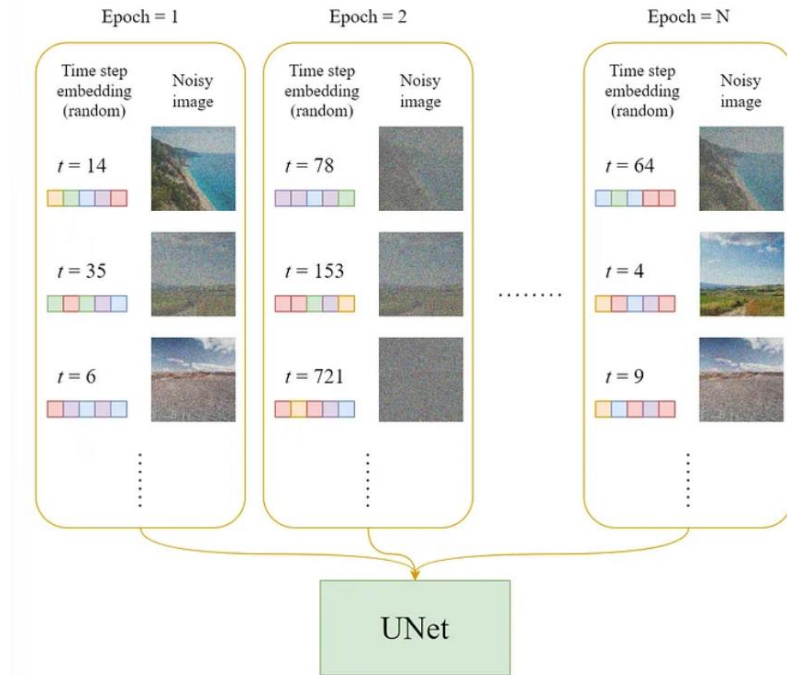 Epoch = 1
Epoch = 2
Epoch = N
Time step
embedding
(random)
Noisy
image
t = 14
t = 35
t = 6
Time step
embedding
(random)
Noisy
image
t = 78
t = 153
t = 721
Time step
embedding
(random)
Noisy
image
t = 64
t = 4
t = 9
UNet